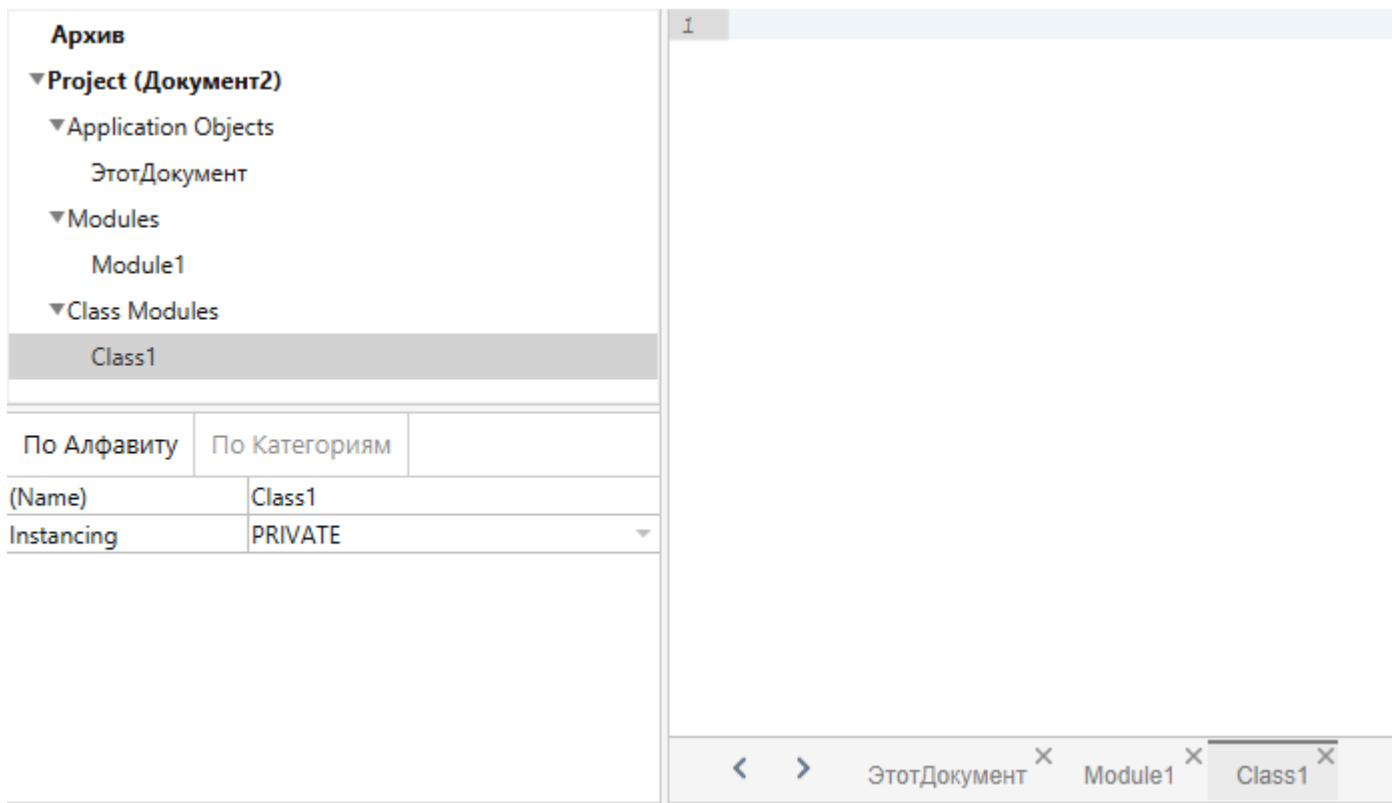 Архив
Project (Документ2)
Application Objects
ЭтотДокумент
Modules
Module1
Class Modules
Class1
По Алфавиту По Категориям
(Name) Class1
Instancing PRIVATE
1
ЭтотДокумент Module1 Class1